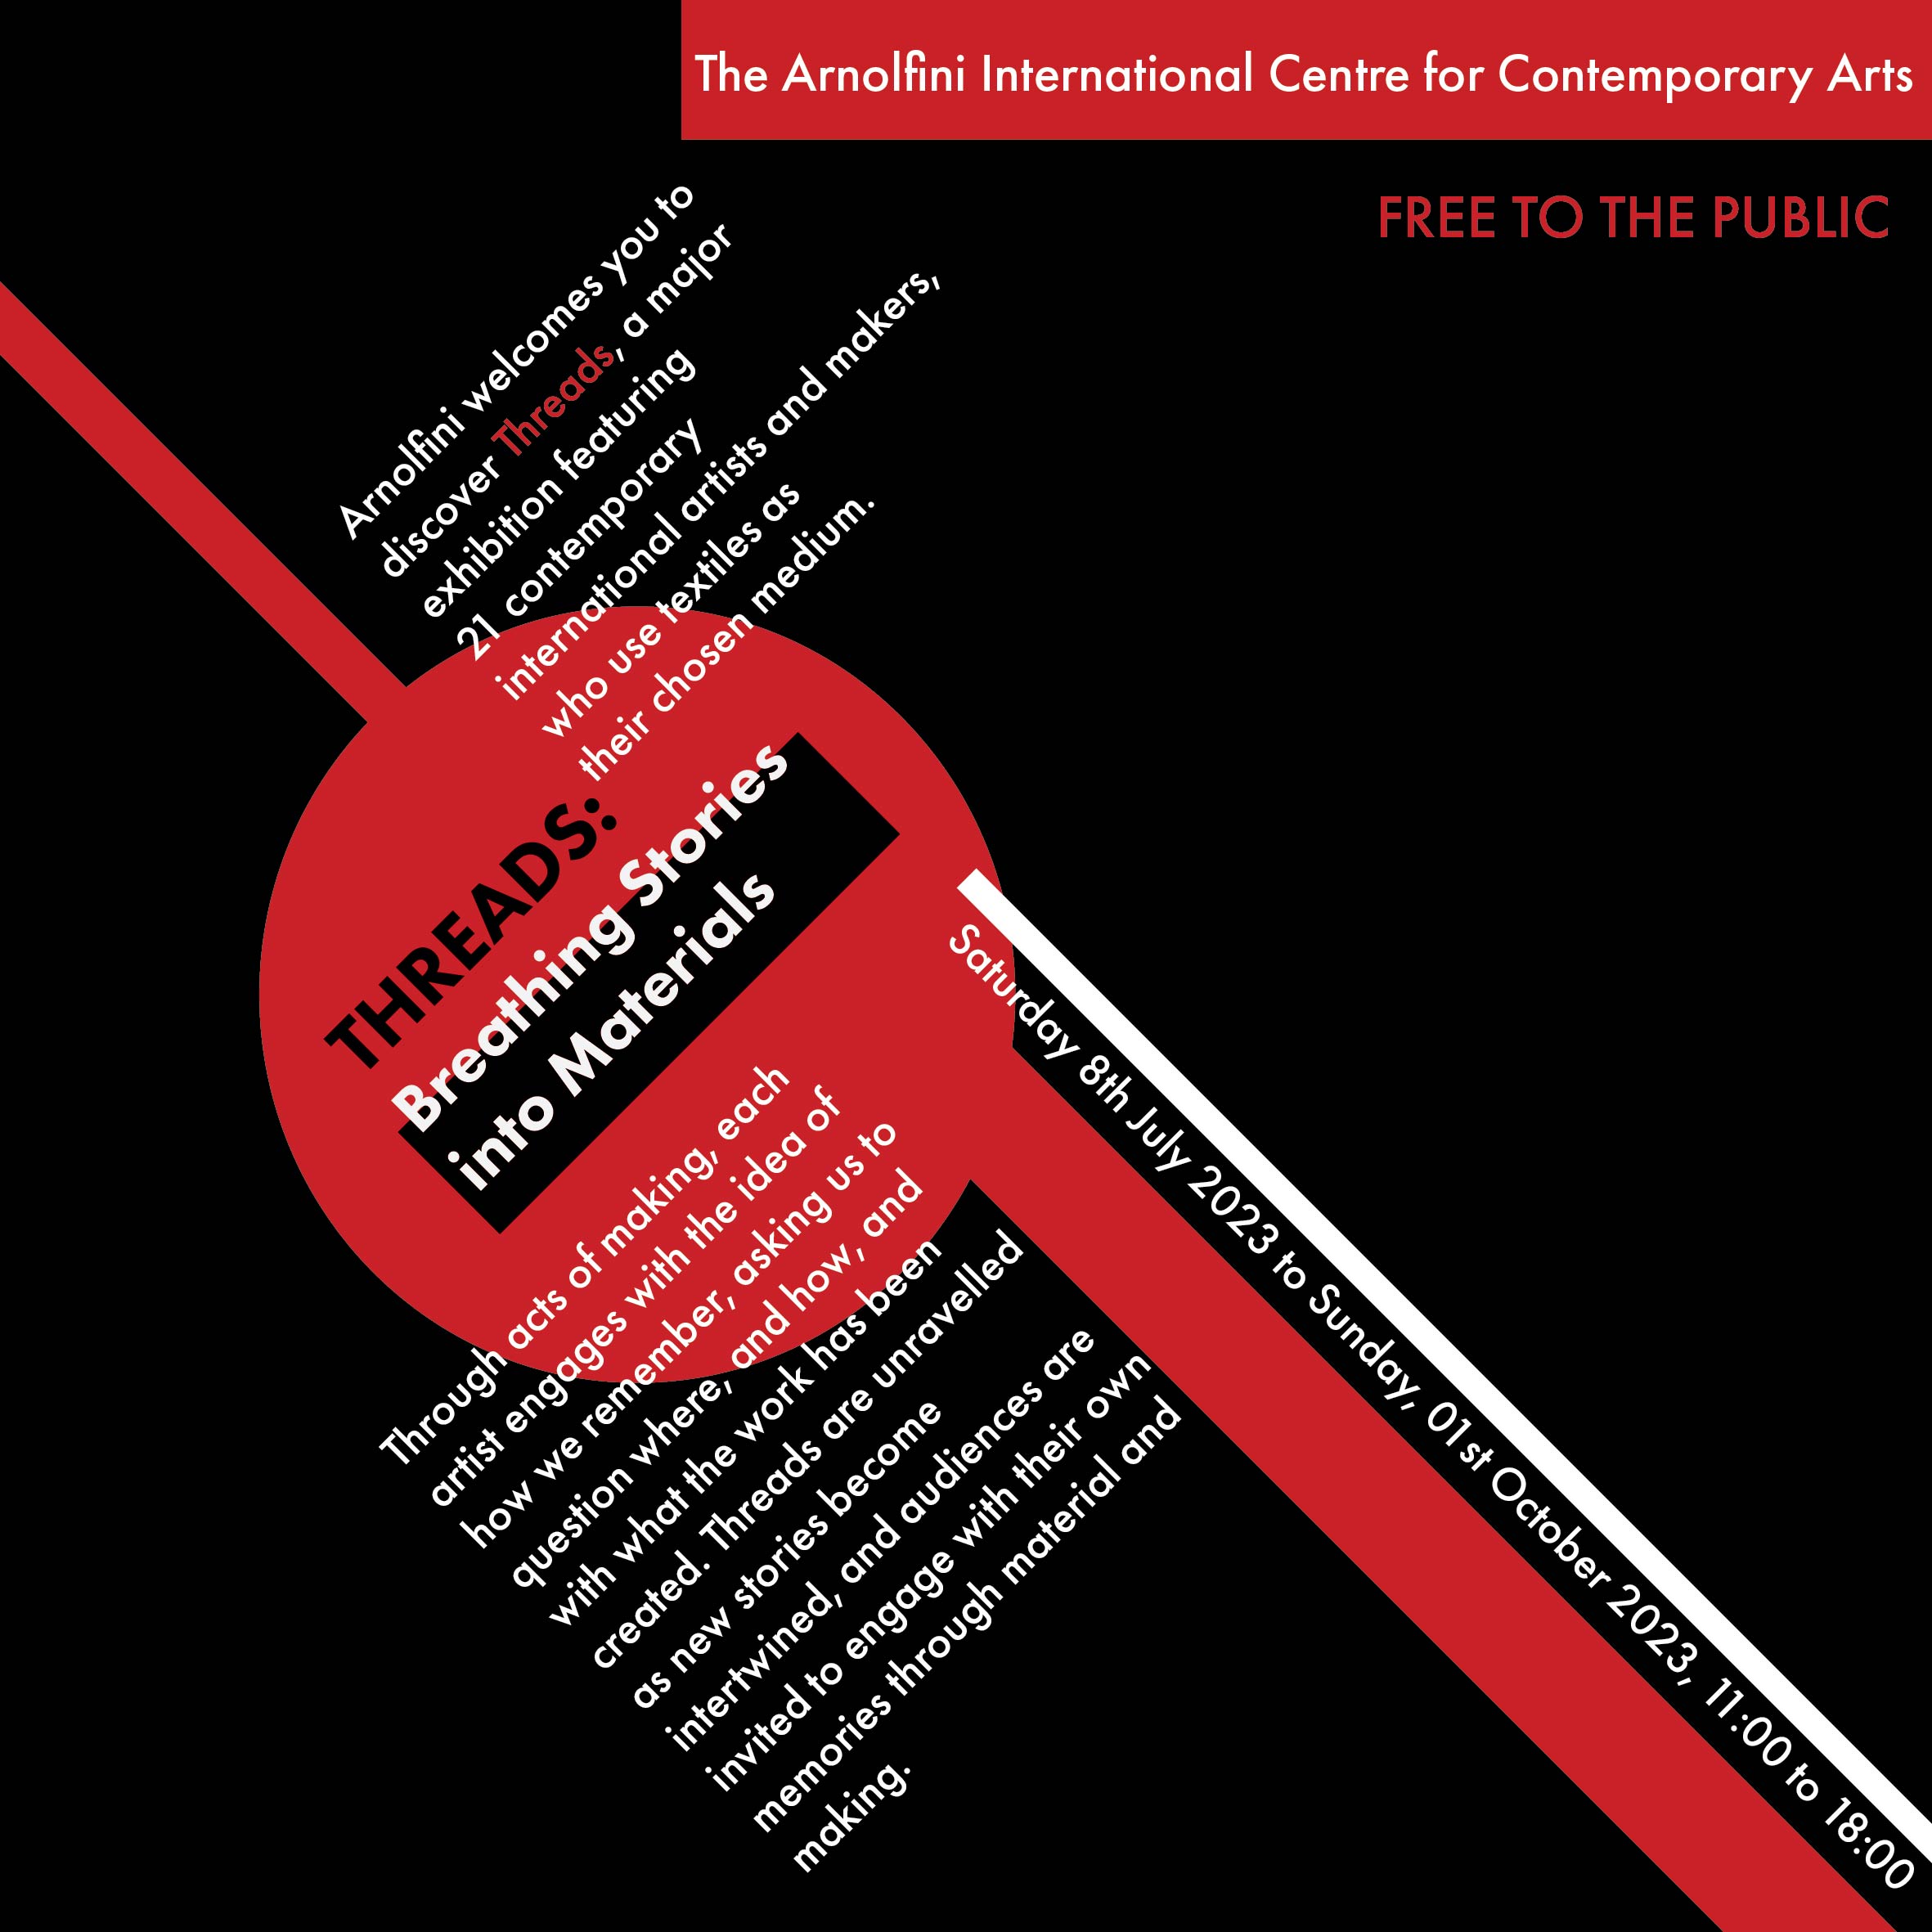 The Arnolfini International Centre for Contemporary Arts
FREE TO THE PUBLIC
Arnolfini welcomes you to
discover Threads, a major
exhibition featuring
21 contemporary
international artists and makers,
who use textiles as
their chosen medium.
THREADS:
Breathing Stories
into Materials
Through acts of making, each
artist engages with the idea of
how we remember, asking us to
question where, and how, and
with what the work has been
created. Threads are unravelled
as new stories become
intertwined, and audiences are
invited to engage with their own
memories through material and
making.
Saturday 8th July 2023 to Sunday, 01st October 2023, 11:00 to 18:00